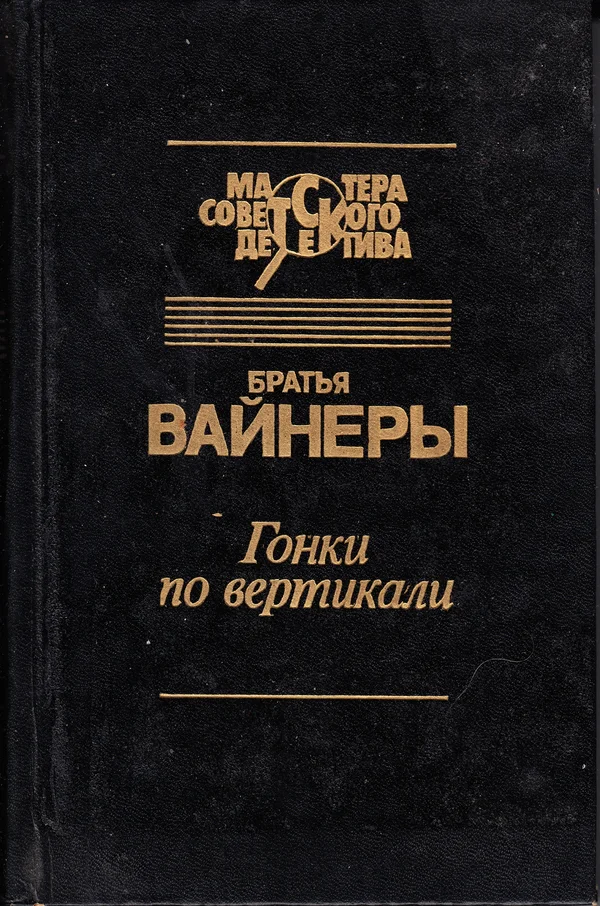 МАСТЕРА
СОВЕТСКОГО
ДЕТЕКТИВА
БРАТЬЯ
ВАЙНЕРЫ
Гонки
по вертикали